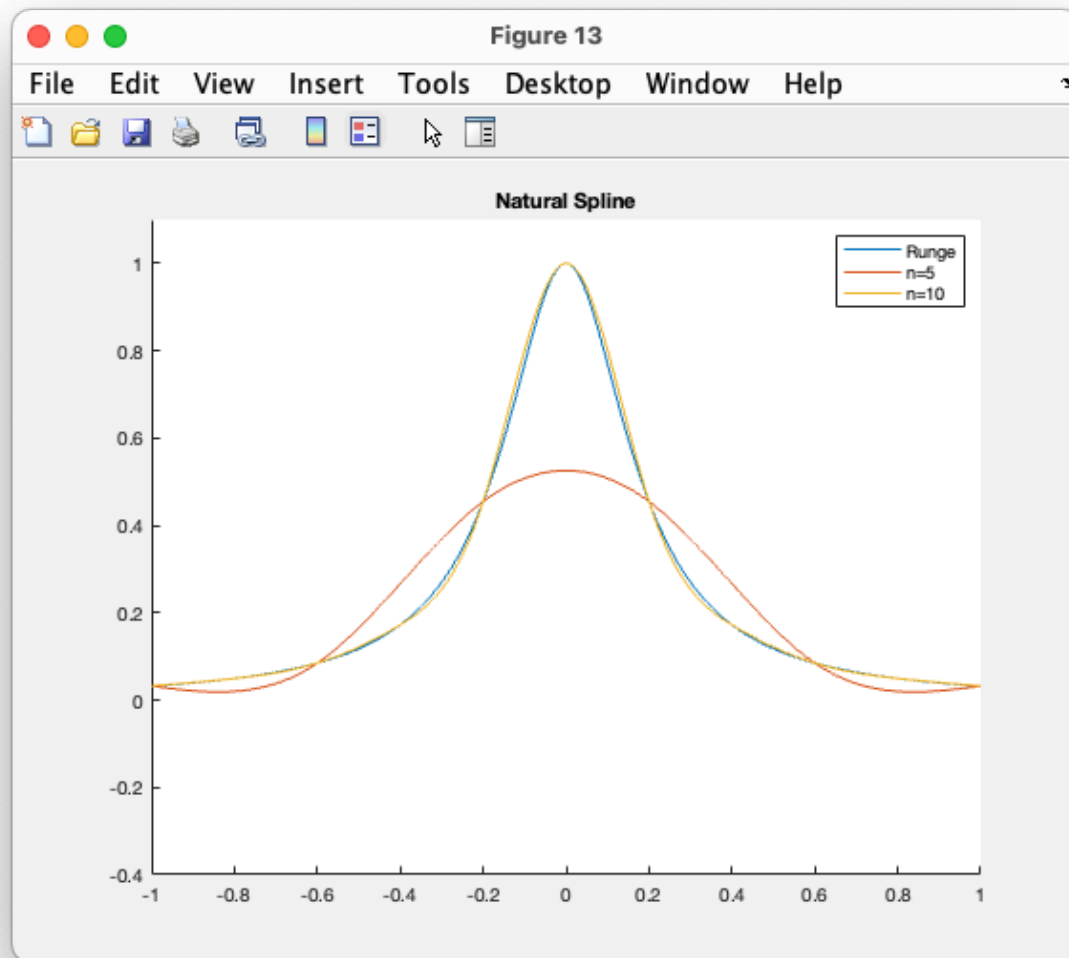 Figure 13
File Edit View Insert Tools Desktop Window Help
Natural Spline
Runge
n=5
n=10
1
0.8
0.6
0.4
0.2
0
-0.2
-0.4
-1 -0.8 -0.6 -0.4 -0.2 0 0.2 0.4 0.6 0.8 1